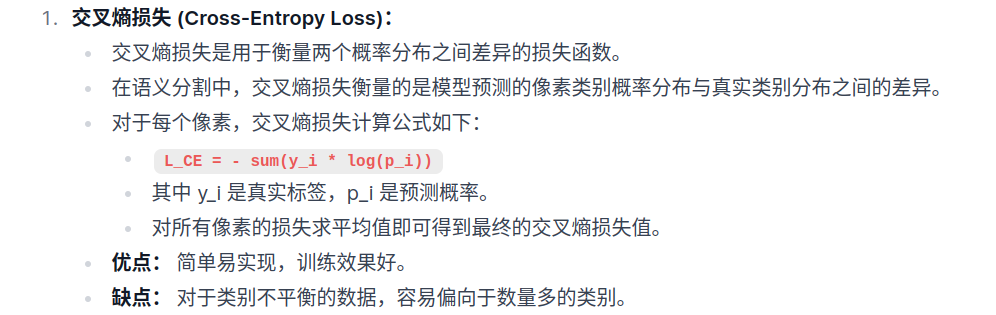 1. 交叉熵损失 (Cross-Entropy Loss)：
交叉熵损失是用于衡量两个概率分布之间差异的损失函数。
在语义分割中，交叉熵损失衡量的是模型预测的像素类别概率分布与真实类别分布之间的差异。
对于每个像素，交叉熵损失计算公式如下：
L_CE = - sum(y_i * log(p_i))
其中 y_i 是真实标签，p_i 是预测概率。
对所有像素的损失求平均值即可得到最终的交叉熵损失值。
优点： 简单易实现，训练效果好。
缺点： 对于类别不平衡的数据，容易偏向于数量多的类别。